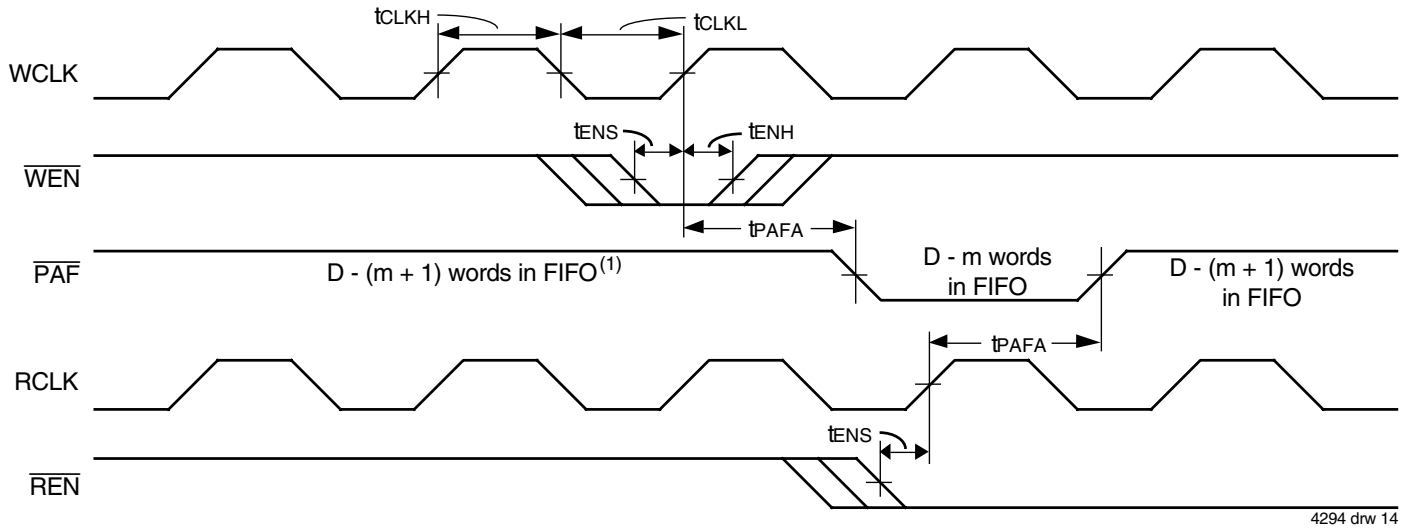 tCLKH
tCLKL
WCLK
tENS
tENH
WEN
tPAFA
PAF
D - (m + 1) words in FIFO(1)
D - m words
in FIFO
D - (m + 1) words
in FIFO
tPAFA
RCLK
tENS
REN
4294 drw 14